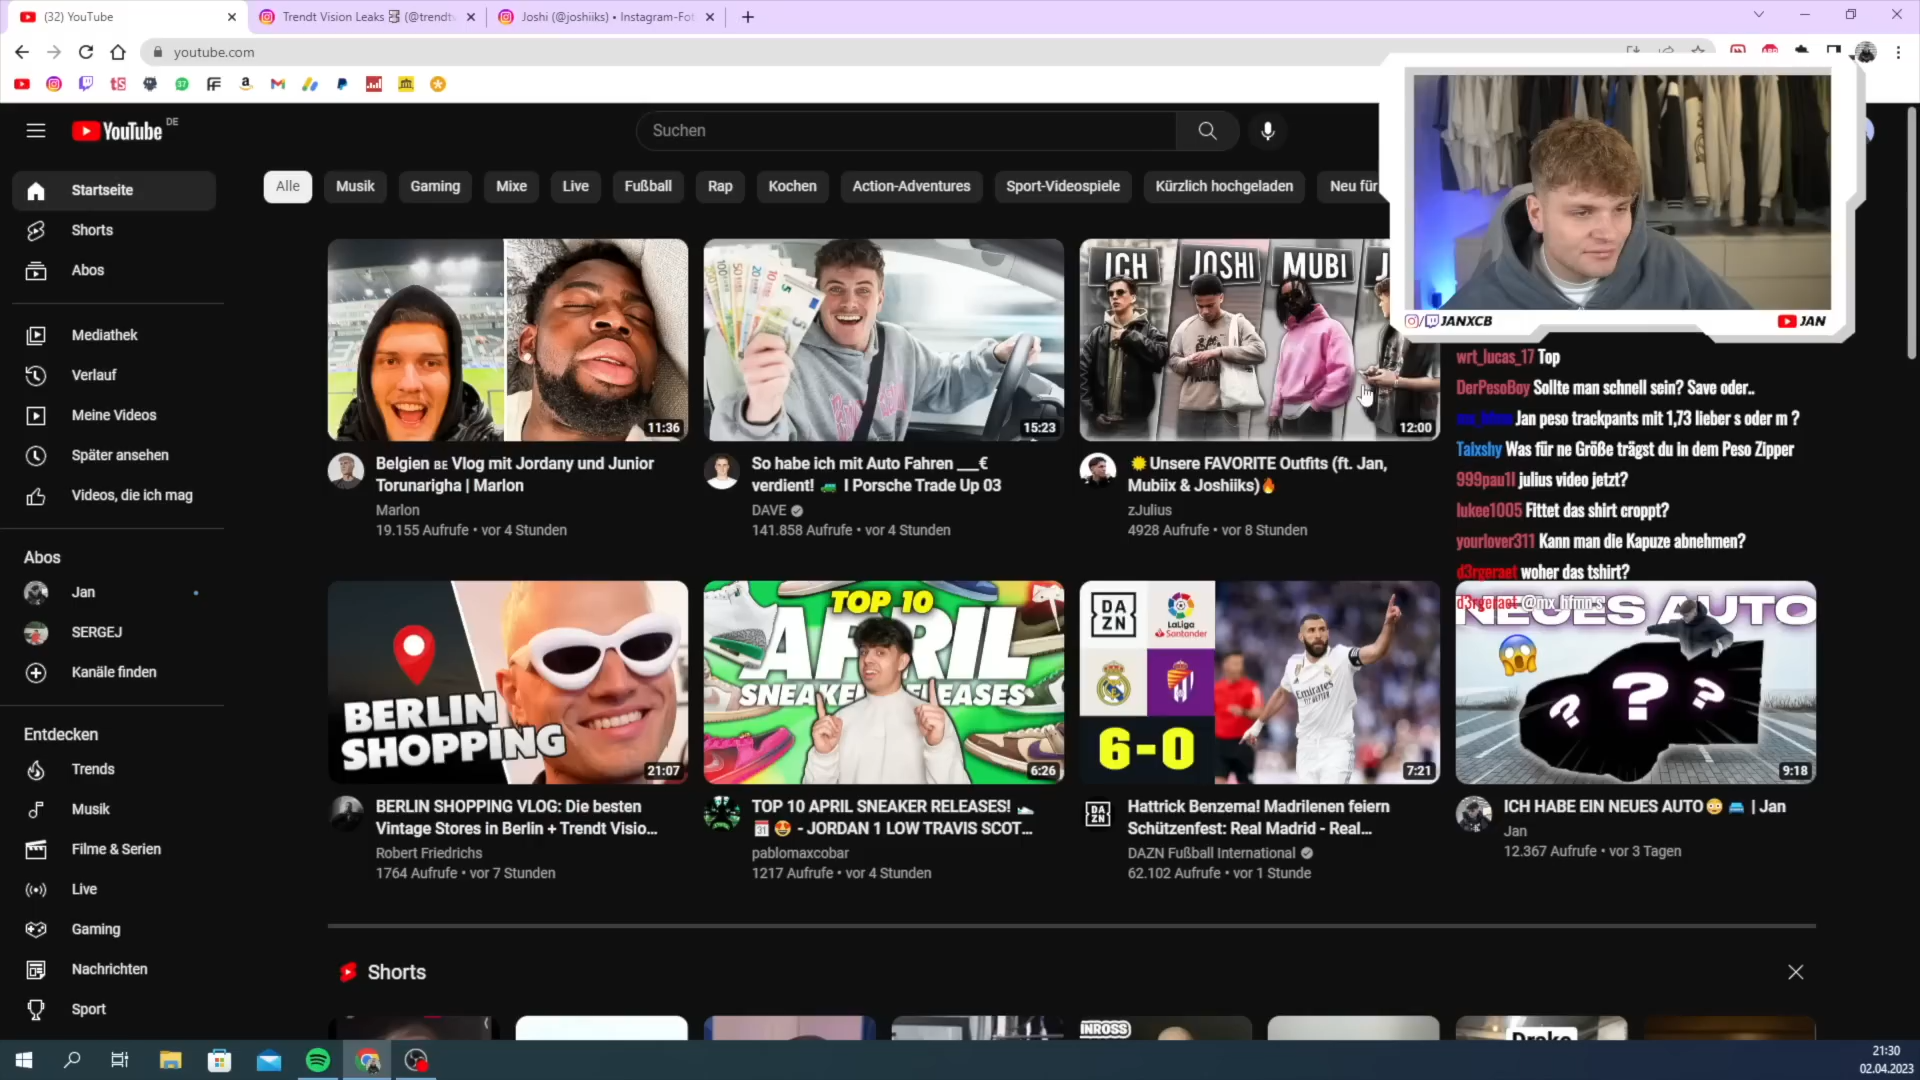 (32) YouTube
Trendt Vision Leaks
Joshi (@joshiiks) • Instagram-Fot
youtube.com
YouTube DE
Suchen
Alle
Musik
Gaming
Mixe
Live
Fußball
Rap
Kochen
Action-Adventures
Sport-Videospiele
Kürzlich hochgeladen
Neu für
Startseite
Shorts
Abos
Mediathek
Verlauf
Meine Videos
Später ansehen
Videos, die ich mag
Abos
Jan
SERGEJ
Kanäle finden
Entdecken
Trends
Musik
Filme & Serien
Live
Gaming
Nachrichten
Sport
11:36
Belgien BE Vlog mit Jordany und Junior
Torunarigha | Marlon
Marlon
19.155 Aufrufe • vor 4 Stunden
15:23
So habe ich mit Auto Fahren ___€
verdient! 🚙 I Porsche Trade Up 03
DAVE
141.858 Aufrufe • vor 4 Stunden
ICH
JOSHI
MUBI
J
12:00
☀️Unsere FAVORITE Outfits (ft. Jan,
Mubiix & Joshiiks)🔥
zJulius
4928 Aufrufe • vor 8 Stunden
/ JANXCB
JAN
wrt_lucas_17 Top
DerPesoBoy Sollte man schnell sein? Save oder..
Jan peso trackpants mit 1,73 lieber s oder m ?
Taixshy Was für ne Größe trägst du in dem Peso Zipper
999pau1l julius video jetzt?
lukee1005 Fittet das shirt croppt?
yourlover311 Kann man die Kapuze abnehmen?
d3rgeraet woher das tshirt?
d3rgeraet @mx_hfmn s
BERLIN
SHOPPING
21:07
BERLIN SHOPPING VLOG: Die besten
Vintage Stores in Berlin + Trendt Visio...
Robert Friedrichs
1764 Aufrufe • vor 7 Stunden
TOP 10
APRIL
SNEAKER RELEASES
6:26
TOP 10 APRIL SNEAKER RELEASES! 👟
📅 🤩 - JORDAN 1 LOW TRAVIS SCOT...
pablomaxcobar
1217 Aufrufe • vor 4 Stunden
DAZN
LaLiga
Santander
6-0
Emirates
7:21
Hattrick Benzema! Madrilenen feiern
Schützenfest: Real Madrid - Real...
DAZN Fußball International
62.102 Aufrufe • vor 1 Stunde
NEUES AUTO
? ? ?
9:18
ICH HABE EIN NEUES AUTO😳 🚘 | Jan
Jan
12.367 Aufrufe • vor 3 Tagen
Shorts
INROSS
Drake
21:30
02.04.2023